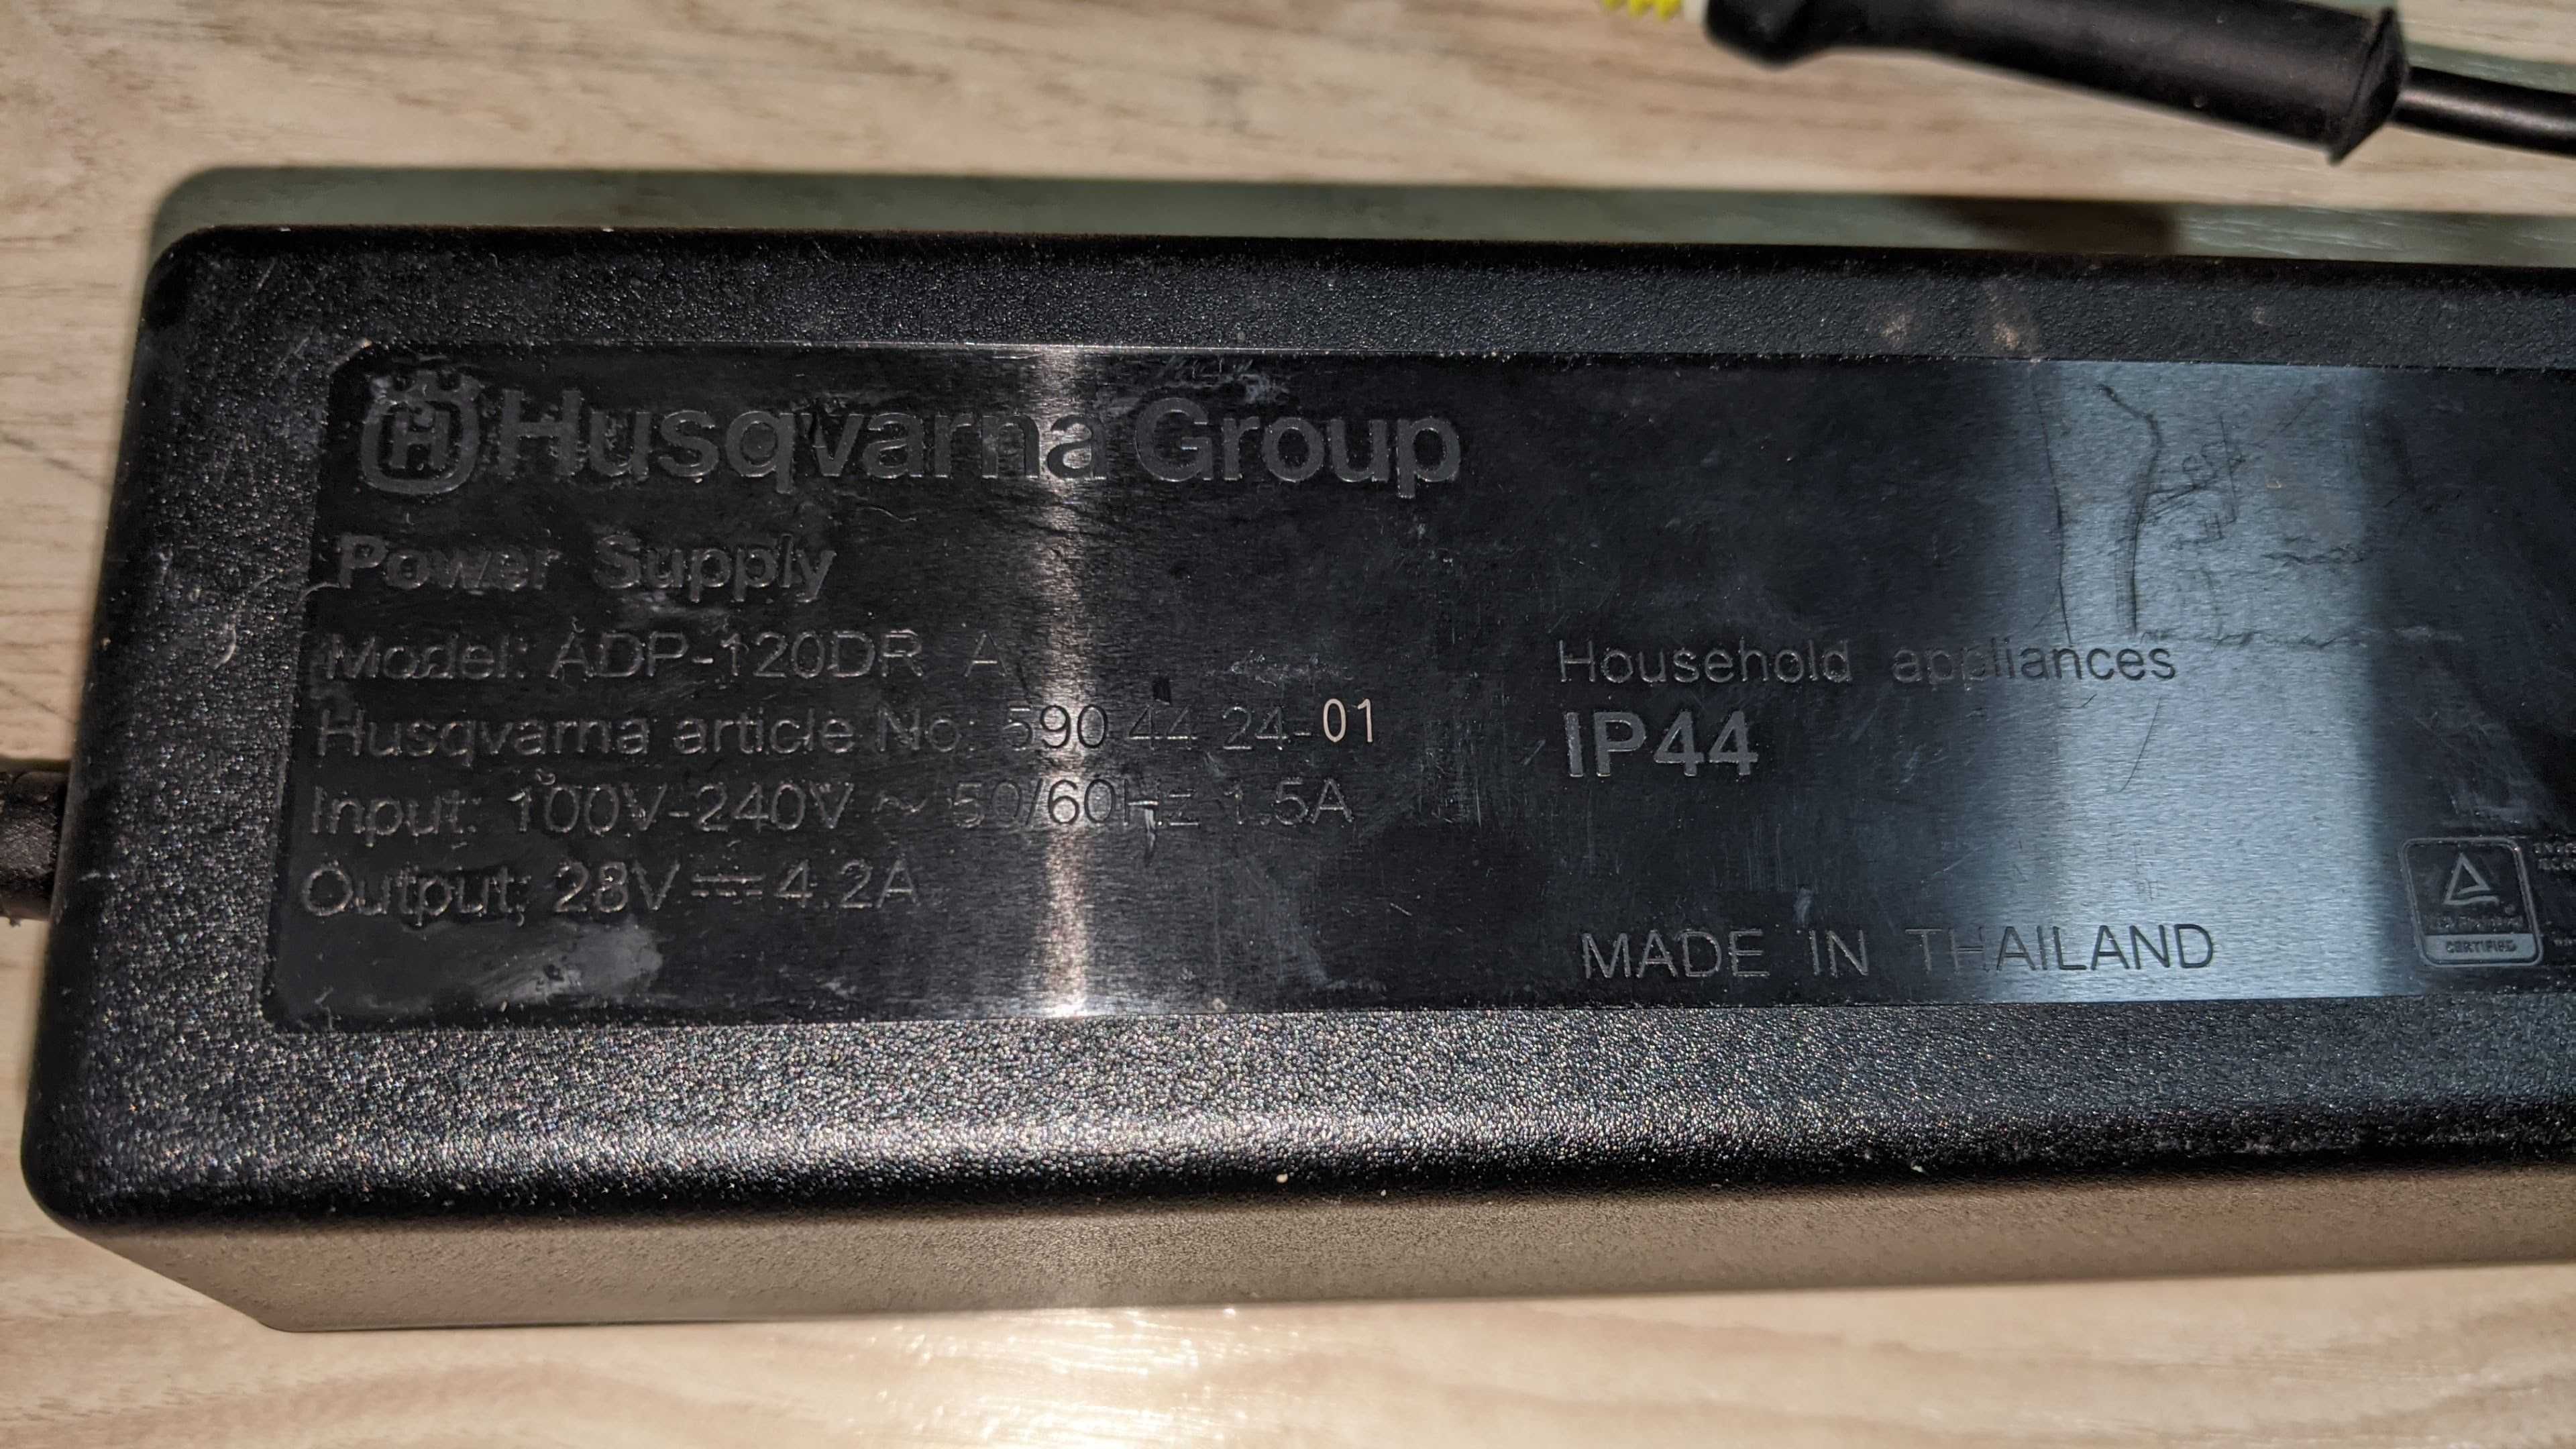 H Husqvarna Group
Power Supply
Model: ADP-120DR A
Husqvarna article No: 590 44 24-01
Input: 100V-240V ~ 50/60Hz 1.5A
Output: 28V ⎓ 4.2A
Household appliances
IP44
MADE IN THAILAND
CERTIFIED